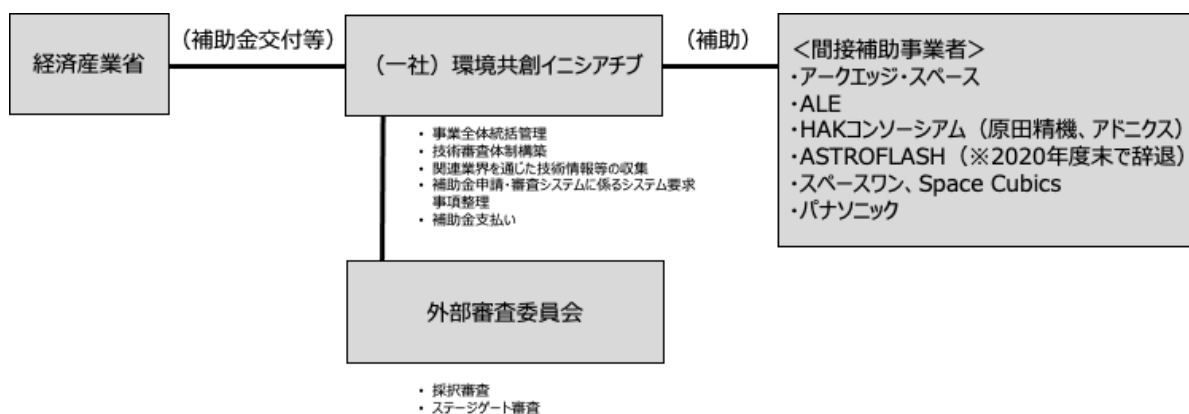 経済産業省
（補助金交付等）
（一社）環境共創イニシアチブ
（補助）
＜間接補助事業者＞
・アークエッジ・スペース
・ALE
・HAKコンソーシアム（原田精機、アドニクス）
・ASTROFLASH（※2020年度末で辞退）
・スペースワン、Space Cubics
・パナソニック
• 事業全体統括管理
• 技術審査体制構築
• 関連業界を通じた技術情報等の収集
• 補助金申請・審査システムに係るシステム要求
事項整理
• 補助金支払い
外部審査委員会
• 採択審査
• ステージゲート審査